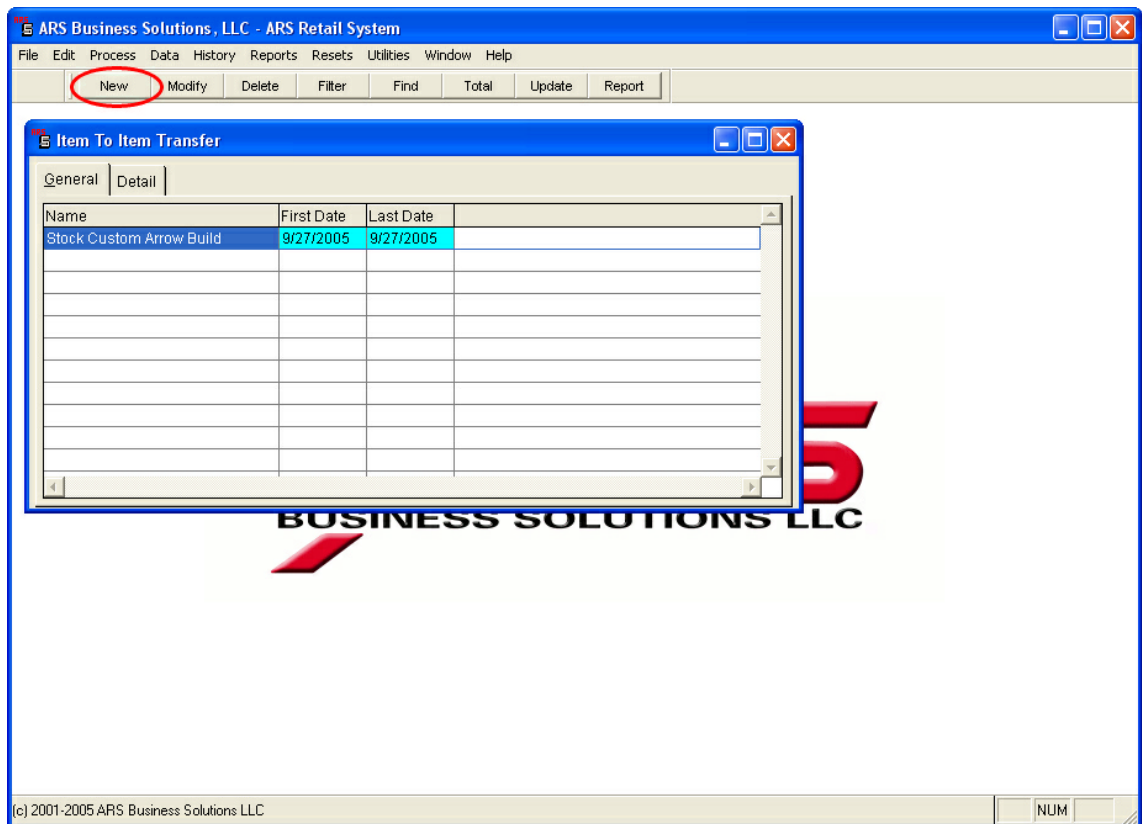 ARS Business Solutions, LLC - ARS Retail System
File Edit Process Data History Reports Resets Utilities Window Help
New Modify Delete Filter Find Total Update Report
Item To Item Transfer
General Detail
Name First Date Last Date
Stock Custom Arrow Build 9/27/2005 9/27/2005
BUSINESS SOLUTIONS LLC
(c) 2001-2005 ARS Business Solutions LLC NUM